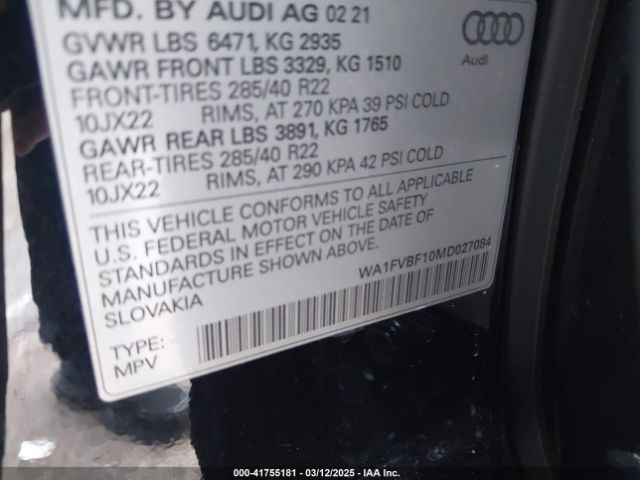 MFD. BY AUDI AG 02 21
GVWR LBS 6471, KG 2935
GAWR FRONT LBS 3329, KG 1510
FRONT-TIRES 285/40 R22
10JX22 RIMS, AT 270 KPA 39 PSI COLD
GAWR REAR LBS 3891, KG 1765
REAR-TIRES 285/40 R22
10JX22 RIMS, AT 290 KPA 42 PSI COLD
Audi
THIS VEHICLE CONFORMS TO ALL APPLICABLE
U.S. FEDERAL MOTOR VEHICLE SAFETY
STANDARDS IN EFFECT ON THE DATE OF
MANUFACTURE SHOWN ABOVE.
SLOVAKIA
WA1FVBF10MD027084
TYPE:
MPV
000-41755181 - 03/12/2025 - IAA Inc.